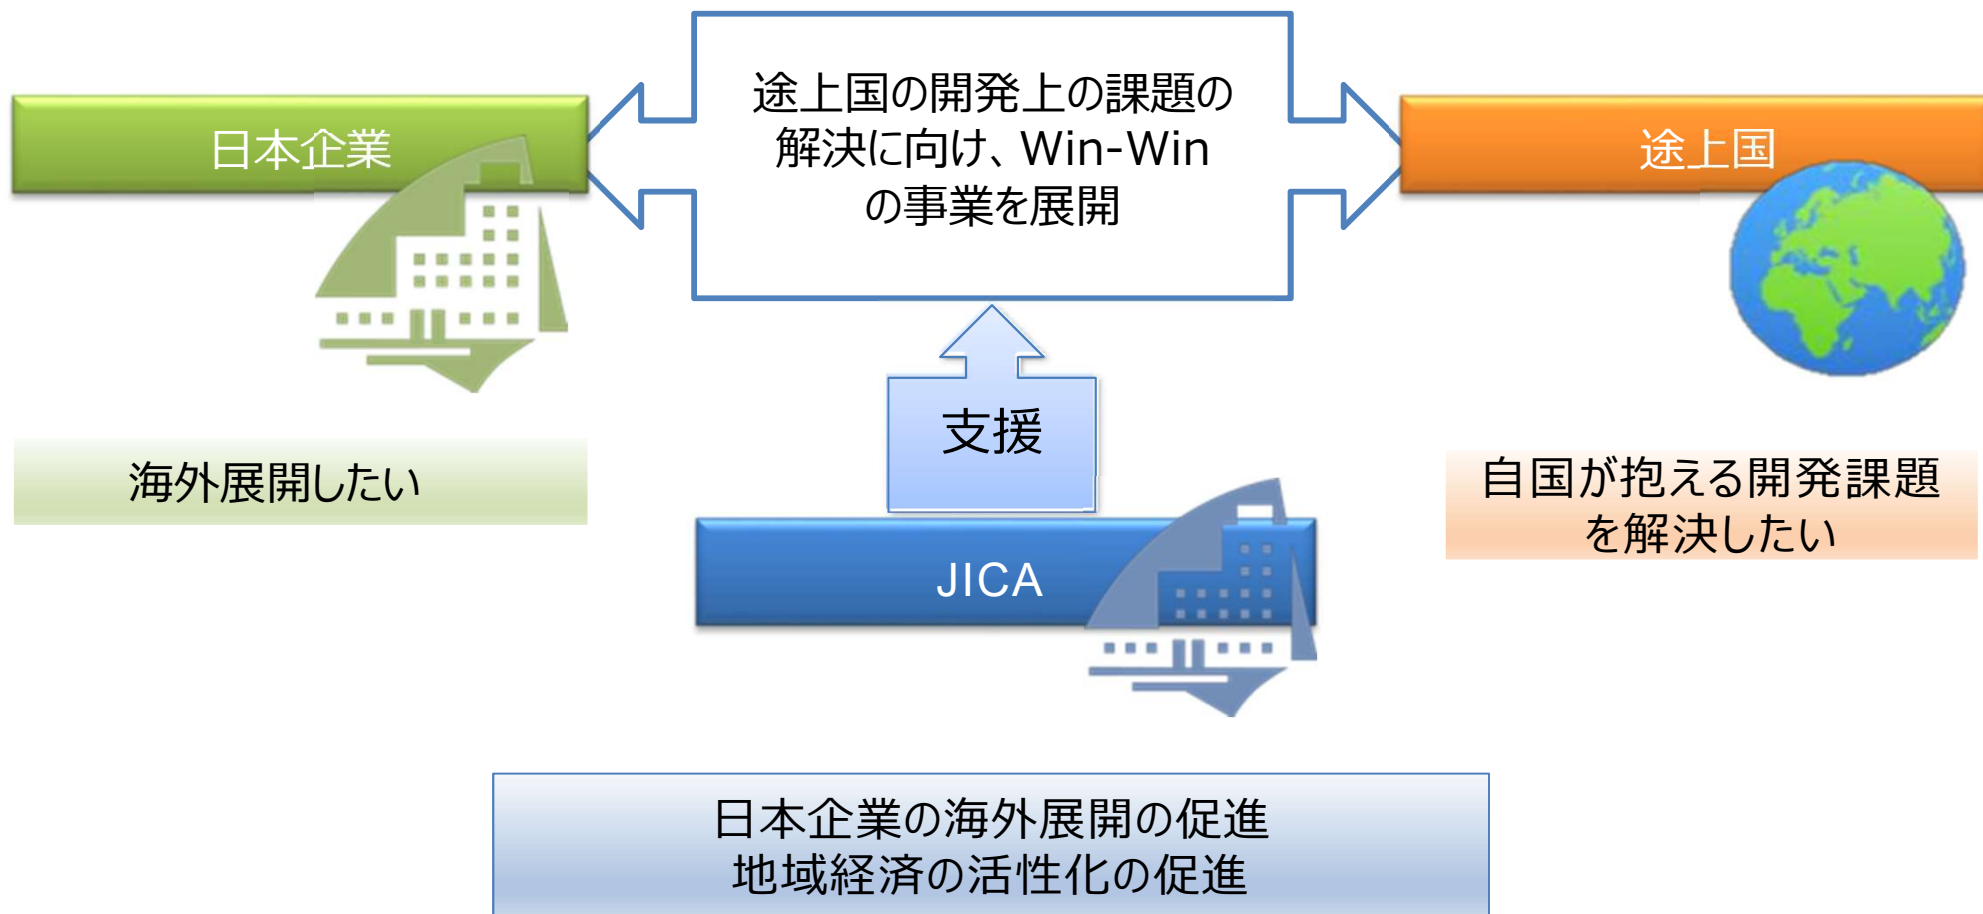 日本企業
途上国の開発上の課題の
解決に向け、Win-Win
の事業を展開
途上国
支援
海外展開したい
自国が抱える開発課題
を解決したい
JICA
日本企業の海外展開の促進
地域経済の活性化の促進